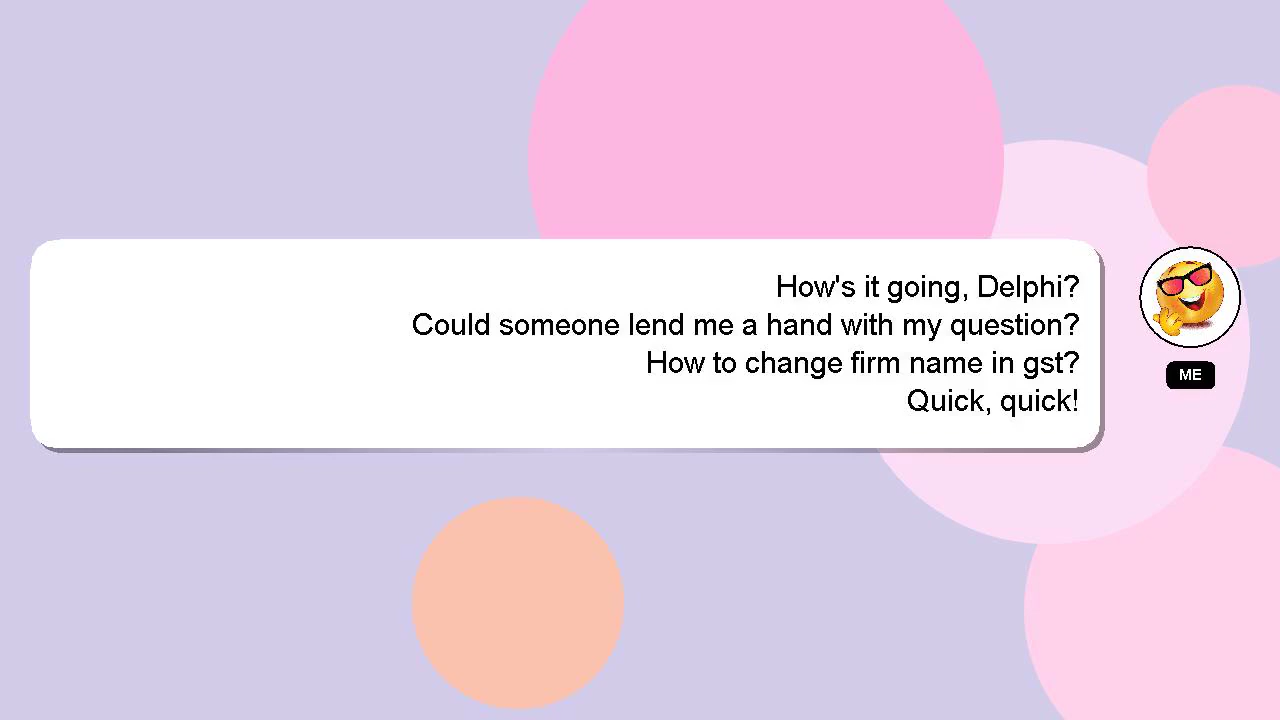 How's it going, Delphi?
Could someone lend me a hand with my question?
How to change firm name in gst?
Quick, quick!
ME